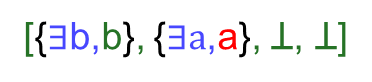 [{∃b,b}, {∃a,a}, ⊥, ⊥]